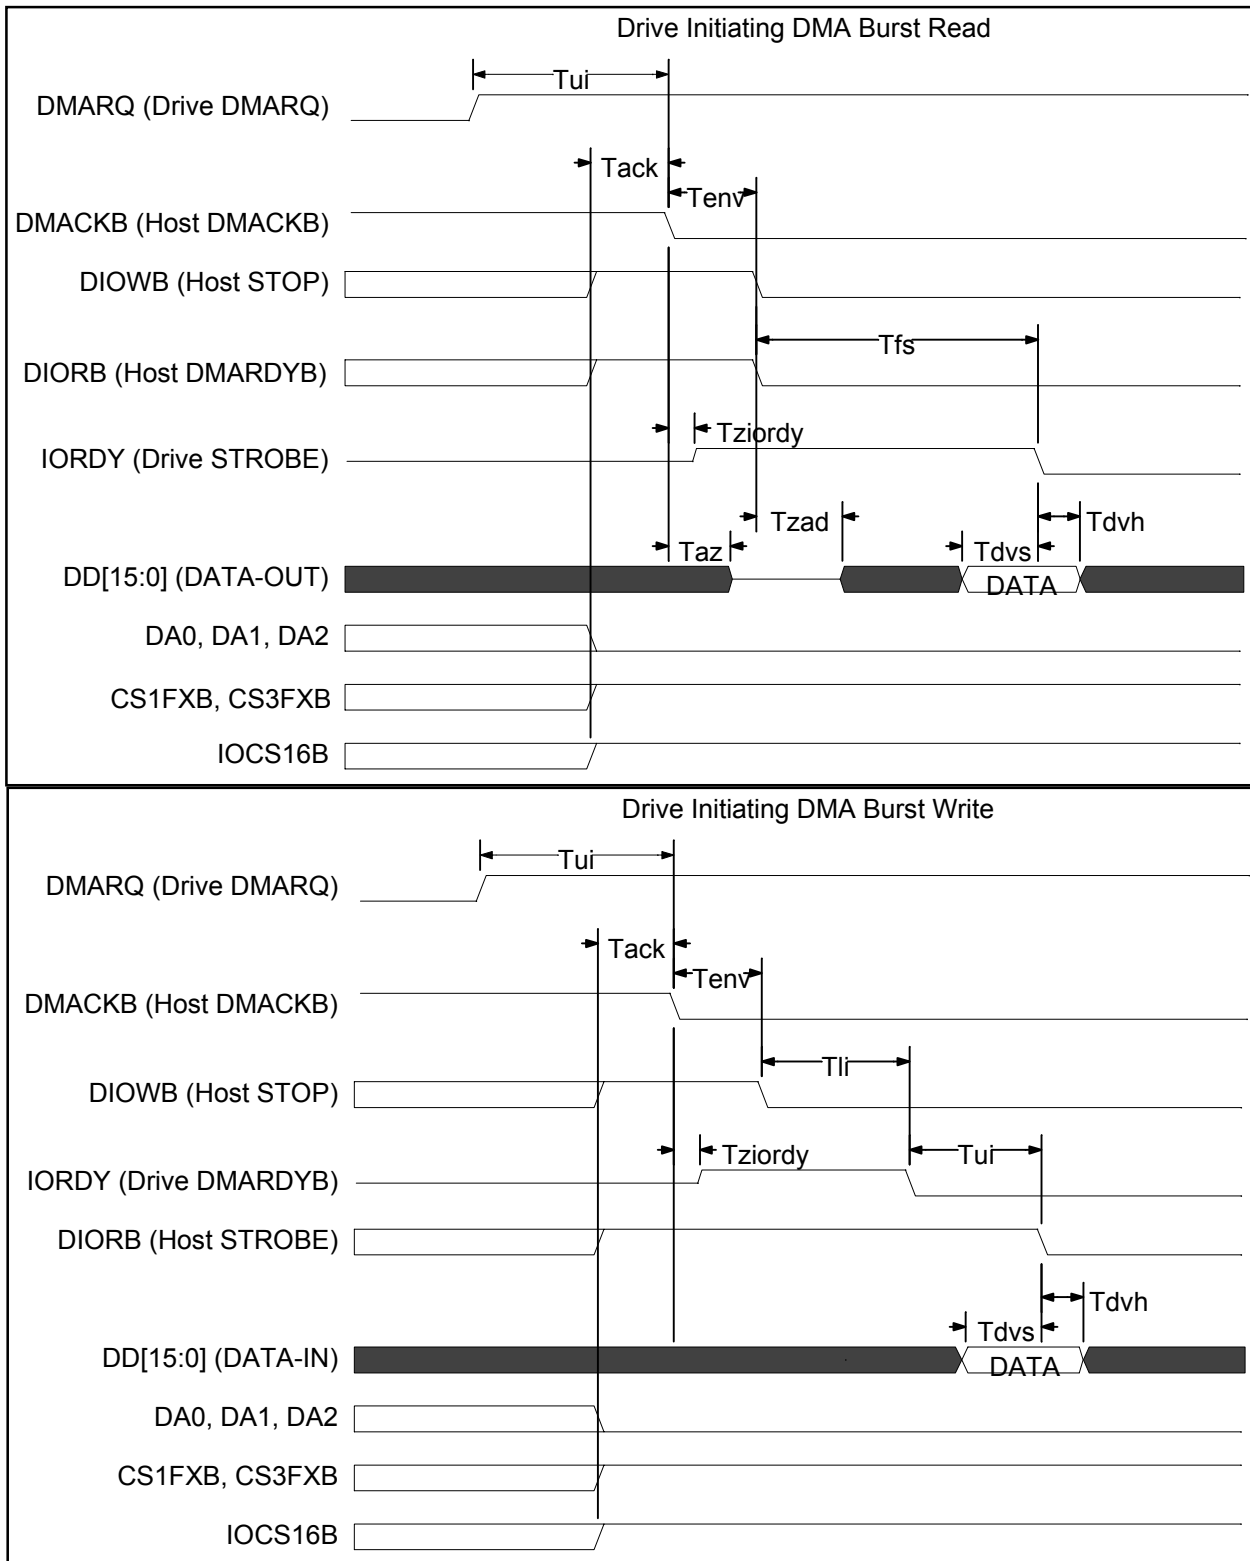 Drive Initiating DMA Burst Read
Tui
DMARQ (Drive DMARQ)
Tack
Tenv
DMACKB (Host DMACKB)
DIOWB (Host STOP)
Tfs
DIORB (Host DMARDYB)
Tziordy
IORDY (Drive STROBE)
Tzad
Tdvh
Taz
Tdvs
DD[15:0] (DATA-OUT)
DATA
DA0, DA1, DA2
CS1FXB, CS3FXB
IOCS16B
Drive Initiating DMA Burst Write
Tui
DMARQ (Drive DMARQ)
Tack
Tenv
DMACKB (Host DMACKB)
Tli
DIOWB (Host STOP)
Tziordy
Tui
IORDY (Drive DMARDYB)
DIORB (Host STROBE)
Tdvh
Tdvs
DD[15:0] (DATA-IN)
DATA
DA0, DA1, DA2
CS1FXB, CS3FXB
IOCS16B